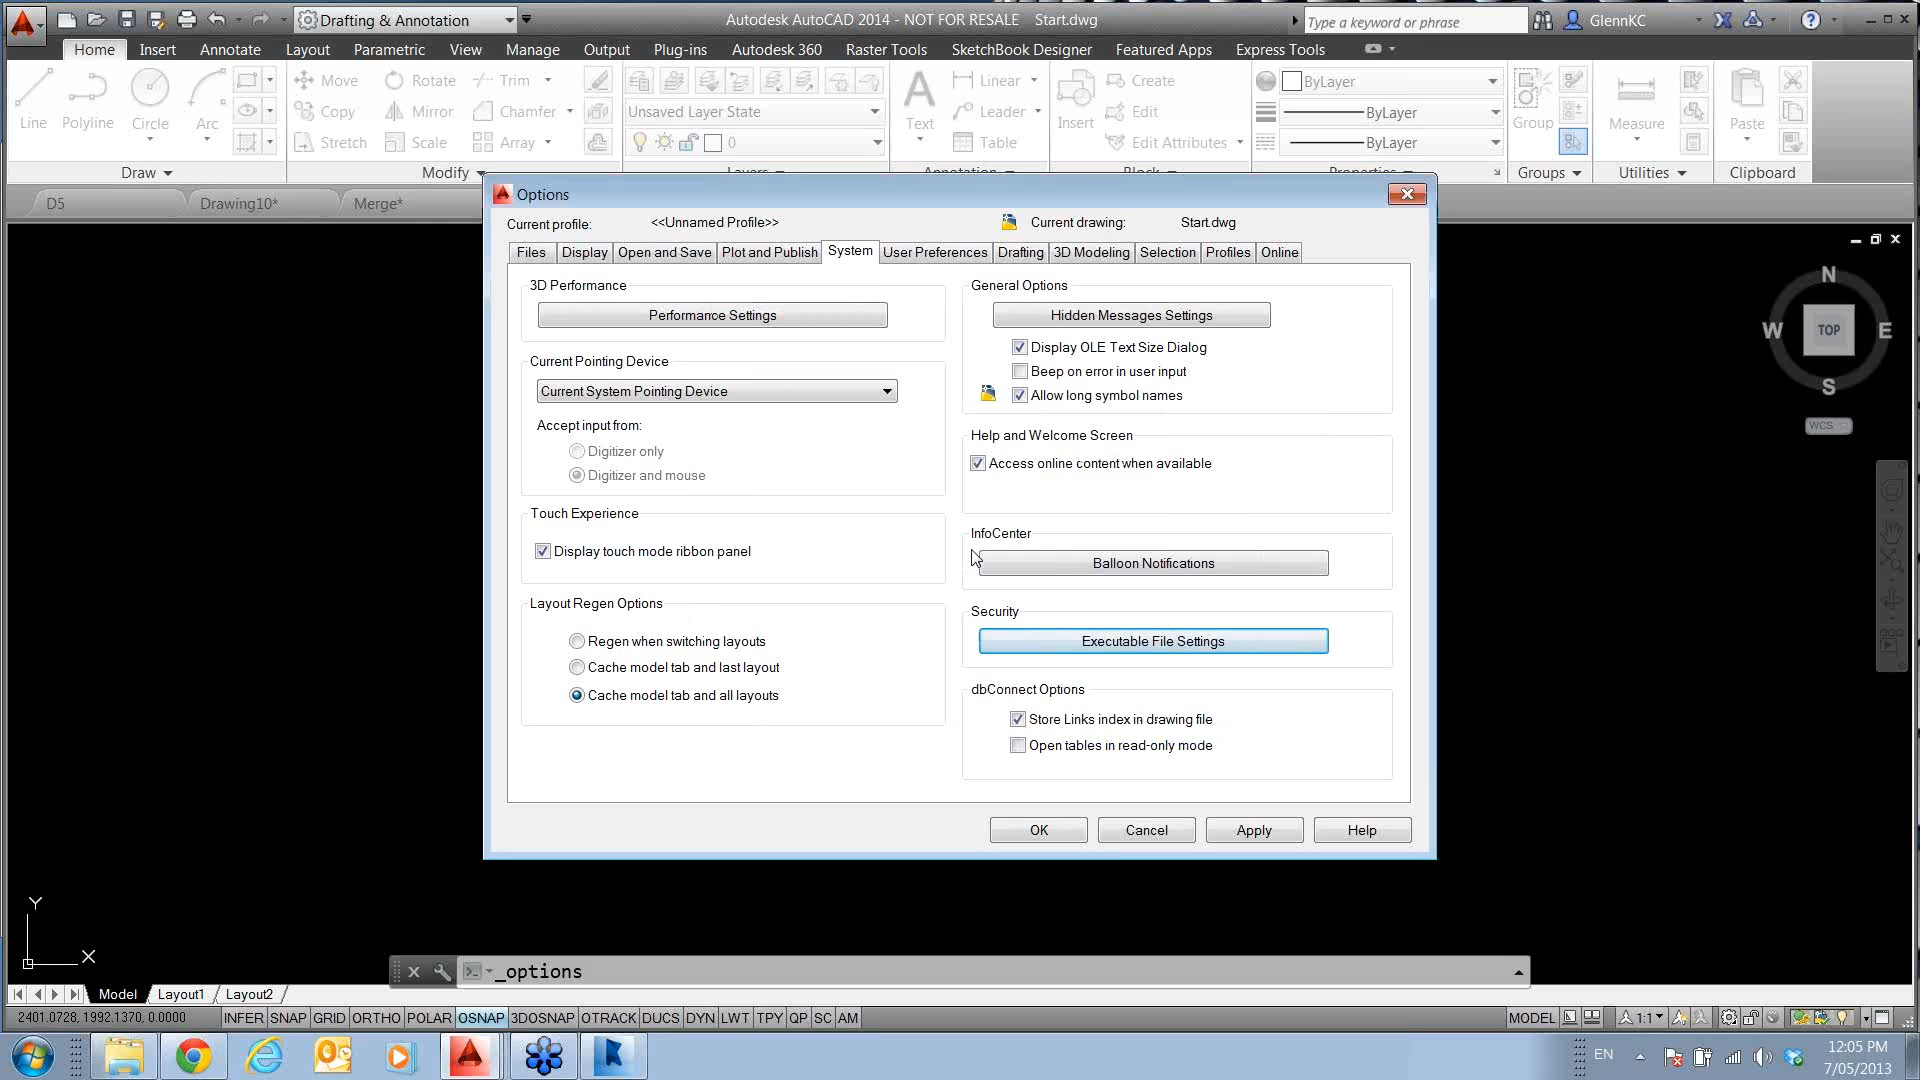 Drafting & Annotation
Autodesk AutoCAD 2014 - NOT FOR RESALE Start.dwg
Type a keyword or phrase
GlennKC
Home Insert Annotate Layout Parametric View Manage Output Plug-ins Autodesk 360 Raster Tools SketchBook Designer Featured Apps Express Tools
Line Polyline Circle Arc
Move Rotate Trim
Copy Mirror Chamfer
Stretch Scale Array
Unsaved Layer State
0
Text
Linear
Leader
Table
Insert
Create
Edit
Edit Attributes
ByLayer
ByLayer
ByLayer
Group
Measure
Paste
Draw Modify Layers Annotation Block Properties Groups Utilities Clipboard
D5 Drawing10* Merge*
Options
Current profile: <<Unnamed Profile>> Current drawing: Start.dwg
Files Display Open and Save Plot and Publish System User Preferences Drafting 3D Modeling Selection Profiles Online
3D Performance
Performance Settings
Current Pointing Device
Current System Pointing Device
Accept input from:
Digitizer only
Digitizer and mouse
Touch Experience
Display touch mode ribbon panel
Layout Regen Options
Regen when switching layouts
Cache model tab and last layout
Cache model tab and all layouts
General Options
Hidden Messages Settings
Display OLE Text Size Dialog
Beep on error in user input
Allow long symbol names
Help and Welcome Screen
Access online content when available
InfoCenter
Balloon Notifications
Security
Executable File Settings
dbConnect Options
Store Links index in drawing file
Open tables in read-only mode
OK Cancel Apply Help
N
W TOP E
S
WCS
Y
X
_options
Model Layout1 Layout2
2401.0728, 1992.1370, 0.0000 INFER SNAP GRID ORTHO POLAR OSNAP 3DOSNAP OTRACK DUCS DYN LWT TPY QP SC AM MODEL 1:1
EN
12:05 PM
7/05/2013